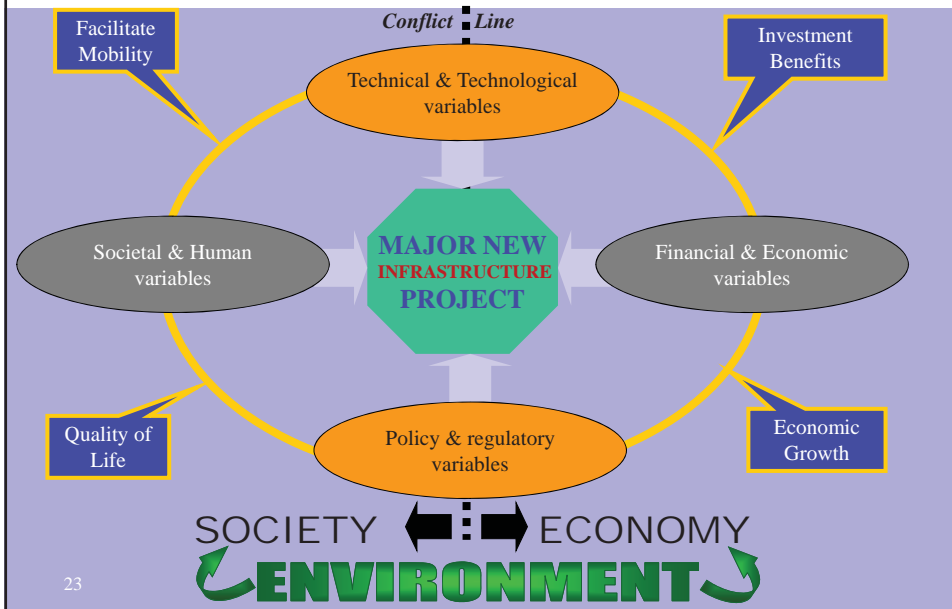 Conflict Line
Facilitate
Mobility
Investment
Benefits
Technical & Technological
variables
Societal & Human
variables
MAJOR NEW
INFRASTRUCTURE
PROJECT
Financial & Economic
variables
Quality of
Life
Policy & regulatory
variables
Economic
Growth
SOCIETY ECONOMY
ENVIRONMENT
23